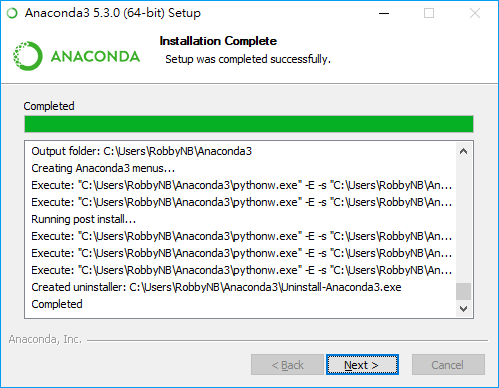 Anaconda3 5.3.0 (64-bit) Setup
ANACONDA
Installation Complete
Setup was completed successfully.
Completed
Output folder: C:\Users\RobbyNB\Anaconda3
Creating Anaconda3 menus...
Execute: "C:\Users\RobbyNB\Anaconda3\pythonw.exe" -E -s "C:\Users\RobbyNB\An...
Execute: "C:\Users\RobbyNB\Anaconda3\pythonw.exe" -E -s "C:\Users\RobbyNB\An...
Running post install...
Execute: "C:\Users\RobbyNB\Anaconda3\pythonw.exe" -E -s "C:\Users\RobbyNB\An...
Execute: "C:\Users\RobbyNB\Anaconda3\pythonw.exe" -E -s "C:\Users\RobbyNB\An...
Execute: "C:\Users\RobbyNB\Anaconda3\pythonw.exe" -E -s "C:\Users\RobbyNB\An...
Created uninstaller: C:\Users\RobbyNB\Anaconda3\Uninstall-Anaconda3.exe
Completed
Anaconda, Inc.
< Back
Next >
Cancel